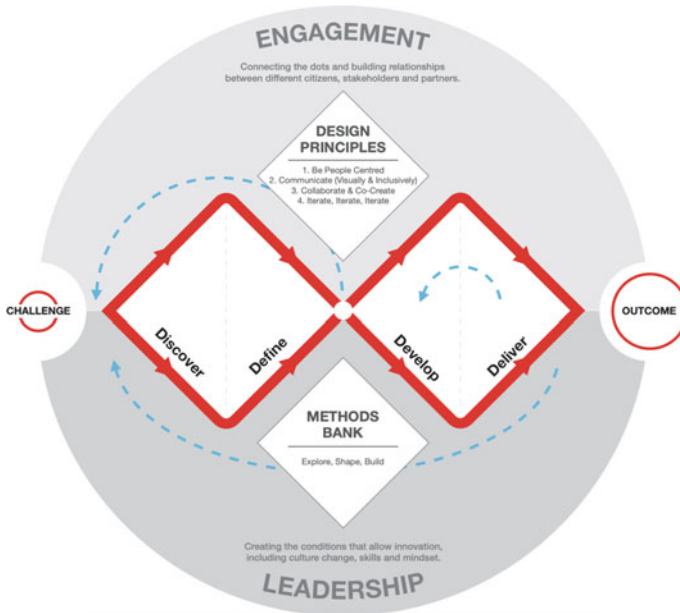 ENGAGEMENT
Connecting the dots and building relationships
between different citizens, stakeholders and partners.
DESIGN
PRINCIPLES
1. Be People Centred
2. Communicate (Visually & Inclusively)
3. Collaborate & Co-Create
4. Iterate, Iterate, Iterate
CHALLENGE
OUTCOME
Discover
Define
Develop
Deliver
METHODS
BANK
Explore, Shape, Build
Creating the conditions that allow innovation,
including culture change, skills and mindset.
LEADERSHIP